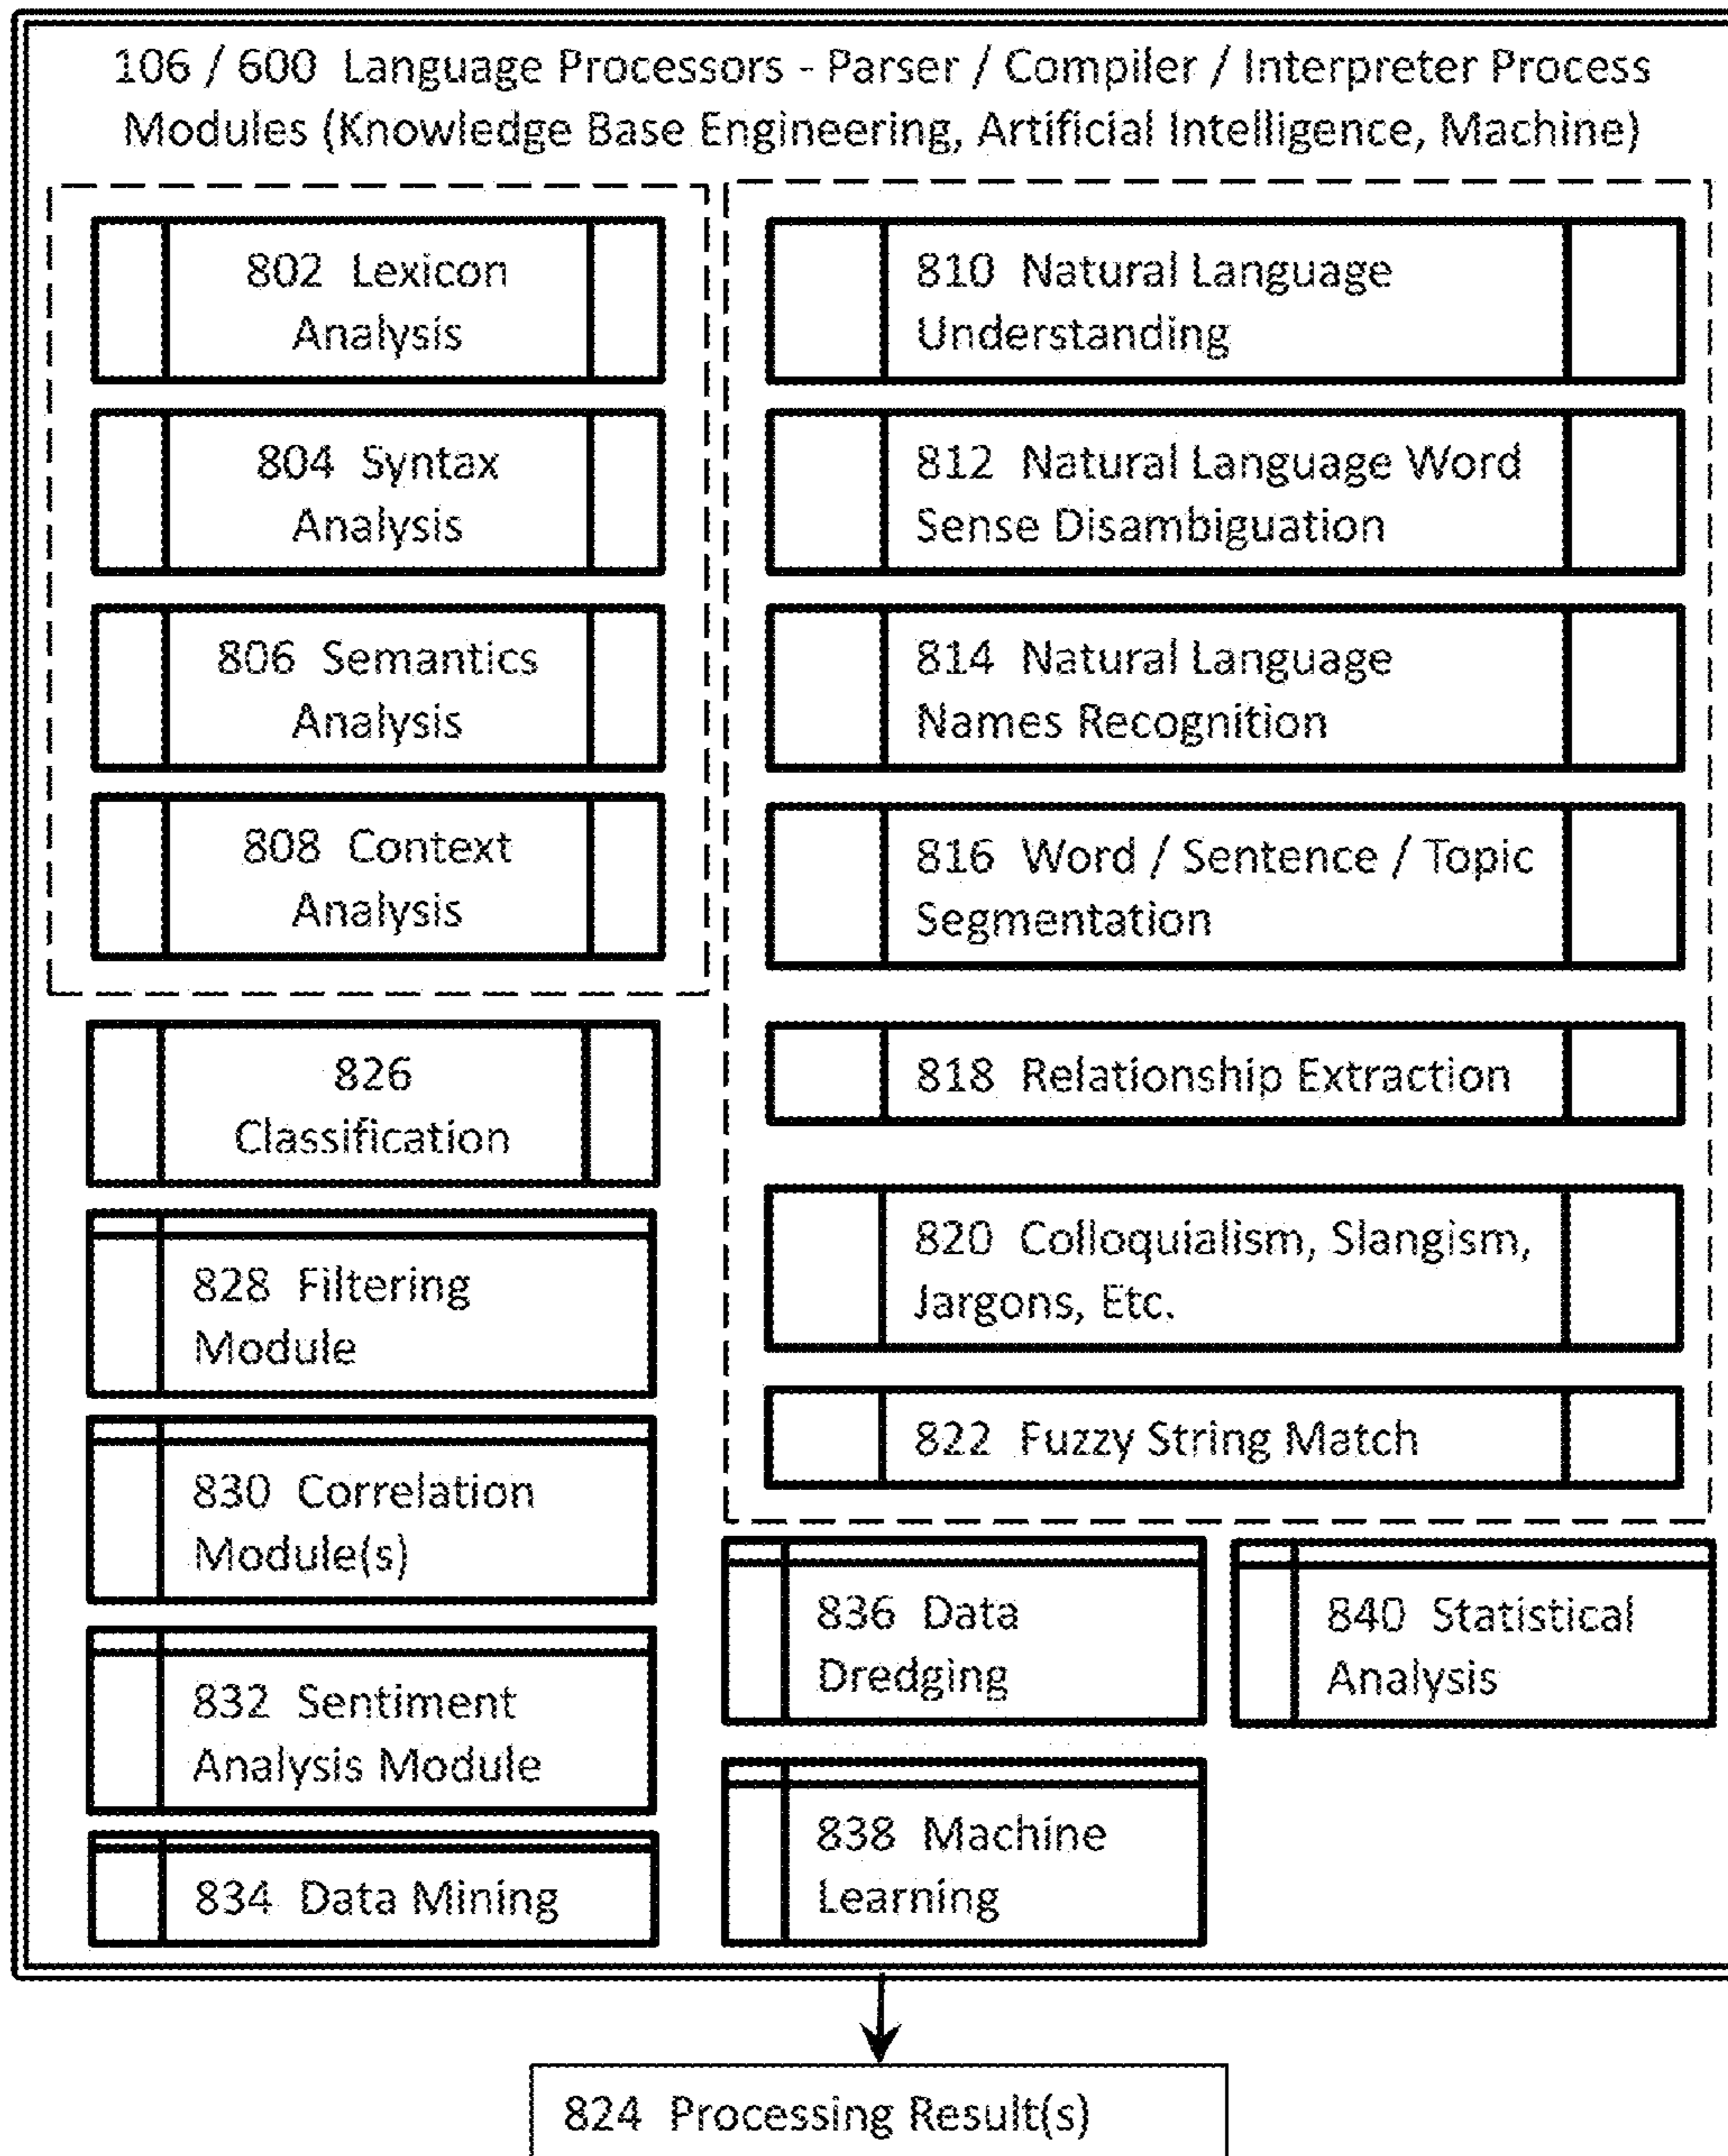 106 / 600 Language Processors - Parser / Compiler / Interpreter Process
Modules (Knowledge Base Engineering, Artificial Intelligence, Machine)
802 Lexicon
Analysis
804 Syntax
Analysis
806 Semantics
Analysis
808 Context
Analysis
826
Classification
828 Filtering
Module
830 Correlation
Module(s)
832 Sentiment
Analysis Module
834 Data Mining
810 Natural Language
Understanding
812 Natural Language Word
Sense Disambiguation
814 Natural Language
Names Recognition
816 Word / Sentence / Topic
Segmentation
818 Relationship Extraction
820 Colloquialism, Slangism,
Jargons, Etc.
822 Fuzzy String Match
836 Data
Dredging
840 Statistical
Analysis
838 Machine
Learning
824 Processing Result(s)